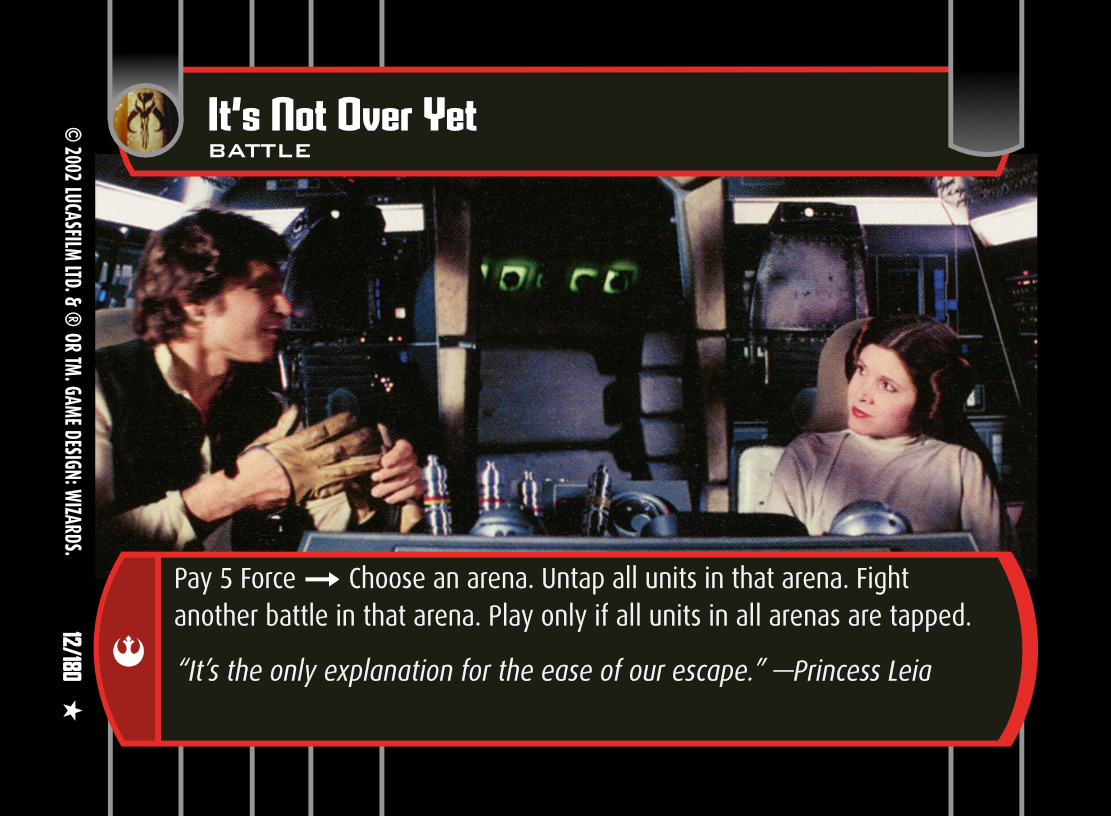 It's Not Over Yet
BATTLE
Pay 5 Force → Choose an arena. Untap all units in that arena. Fight
another battle in that arena. Play only if all units in all arenas are tapped.
“It's the only explanation for the ease of our escape.” —Princess Leia
© 2002 LUCASFILM LTD. & ® OR TM. GAME DESIGN: WIZARDS.
12/180 ★